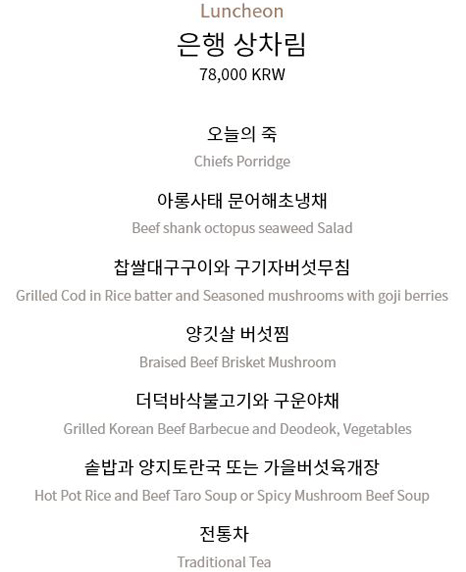 Luncheon
은행 상차림
78,000 KRW
오늘의 죽
Chiefs Porridge
아롱사태 문어해초냉채
Beef shank octopus seaweed Salad
찹쌀대구구이와 구기자버섯무침
Grilled Cod in Rice batter and Seasoned mushrooms with goji berries
양깃살 버섯찜
Braised Beef Brisket Mushroom
더덕바삭불고기와 구운야채
Grilled Korean Beef Barbecue and Deodeok, Vegetables
솥밥과 양지토란국 또는 가을버섯육개장
Hot Pot Rice and Beef Taro Soup or Spicy Mushroom Beef Soup
전통차
Traditional Tea